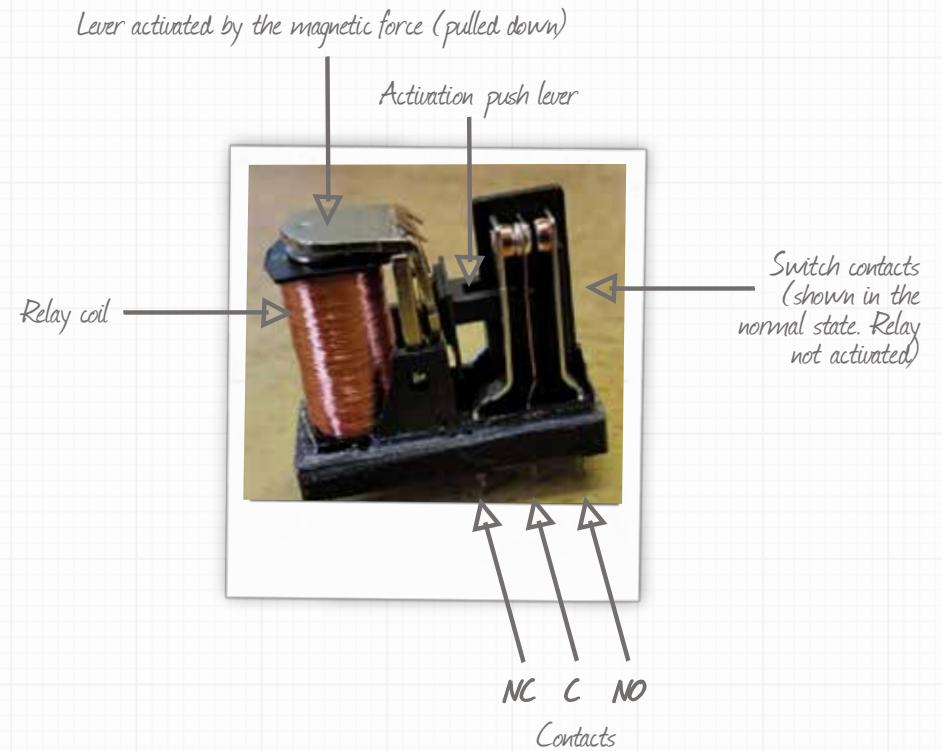 Lever activated by the magnetic force (pulled down)
Activation push lever
Switch contacts
(shown in the
normal state. Relay
not activated)
Relay coil
NC C NO
Contacts